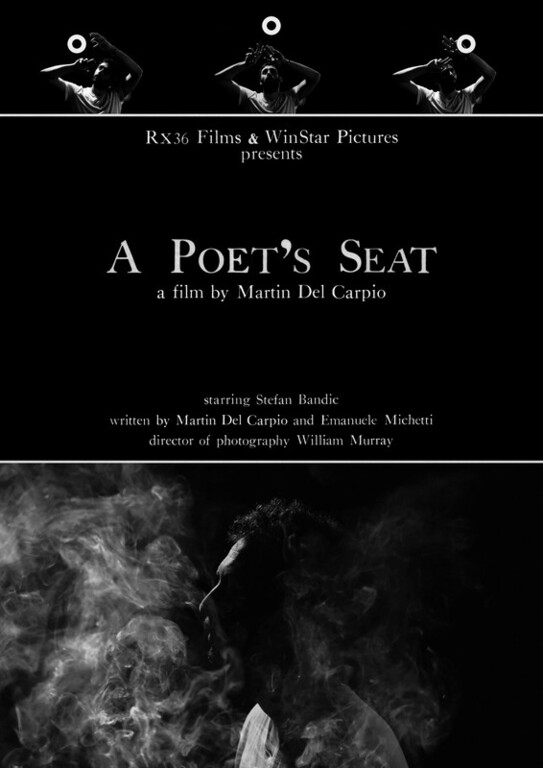 Rx36 Films & WinStar Pictures
presents
A Poet's Seat
a film by Martin Del Carpio
starring Stefan Bandic
written by Martin Del Carpio and Emanuele Michetti
director of photography William Murray